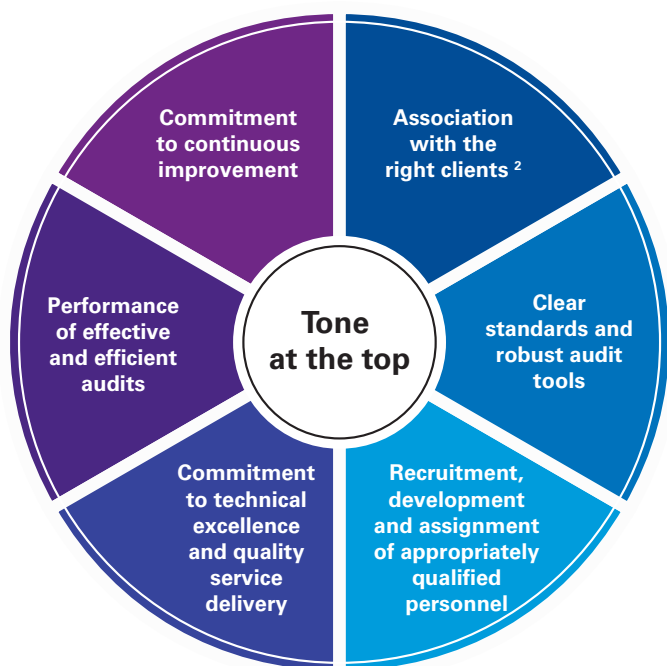 Commitment
to continuous
improvement
Association
with the
right clients ²
Performance
of effective
and efficient
audits
Tone
at the top
Clear
standards and
robust audit
tools
Commitment
to technical
excellence
and quality
service
delivery
Recruitment,
development
and assignment
of appropriately
qualified
personnel